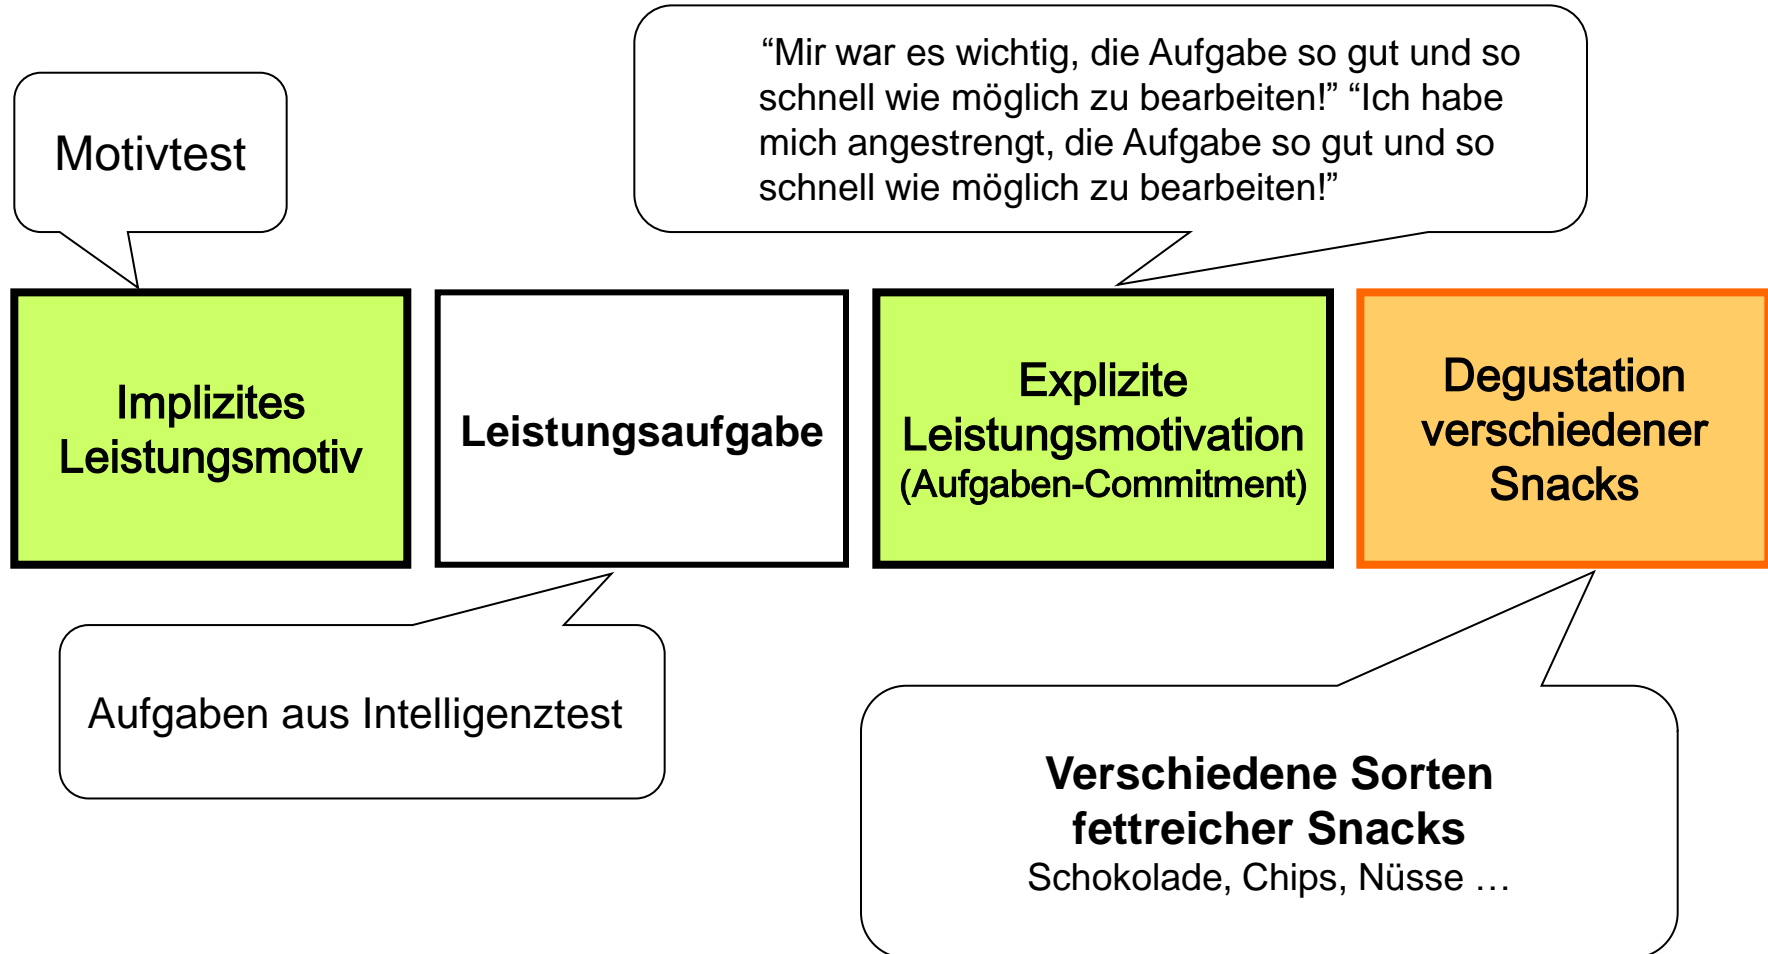 “Mir war es wichtig, die Aufgabe so gut und so
schnell wie möglich zu bearbeiten!” “Ich habe
mich angestrengt, die Aufgabe so gut und so
schnell wie möglich zu bearbeiten!”
Motivtest
Implizites
Leistungsmotiv
Leistungsaufgabe
Explizite
Leistungsmotivation
(Aufgaben-Commitment)
Degustation
verschiedener
Snacks
Aufgaben aus Intelligenztest
Verschiedene Sorten
fettreicher Snacks
Schokolade, Chips, Nüsse …